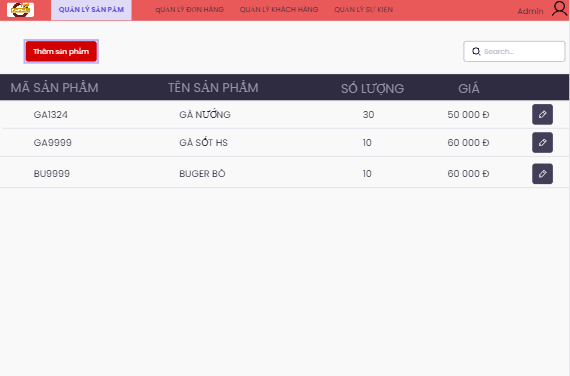 QUẢN LÝ SẢN PẨM QUẢN LÝ ĐƠN HÀNG QUẢN LÝ KHÁCH HÀNG QUẢN LÝ SỰ KIỆN Admin
Thêm sản phẩm Search...
MÃ SẢN PHẨM TÊN SẢN PHẨM SỐ LƯỢNG GIÁ
GA1324 GÀ NƯỚNG 30 50 000 Đ
GA9999 GÀ SỐT HS 10 60 000 Đ
BU9999 BUGER BÒ 10 60 000 Đ